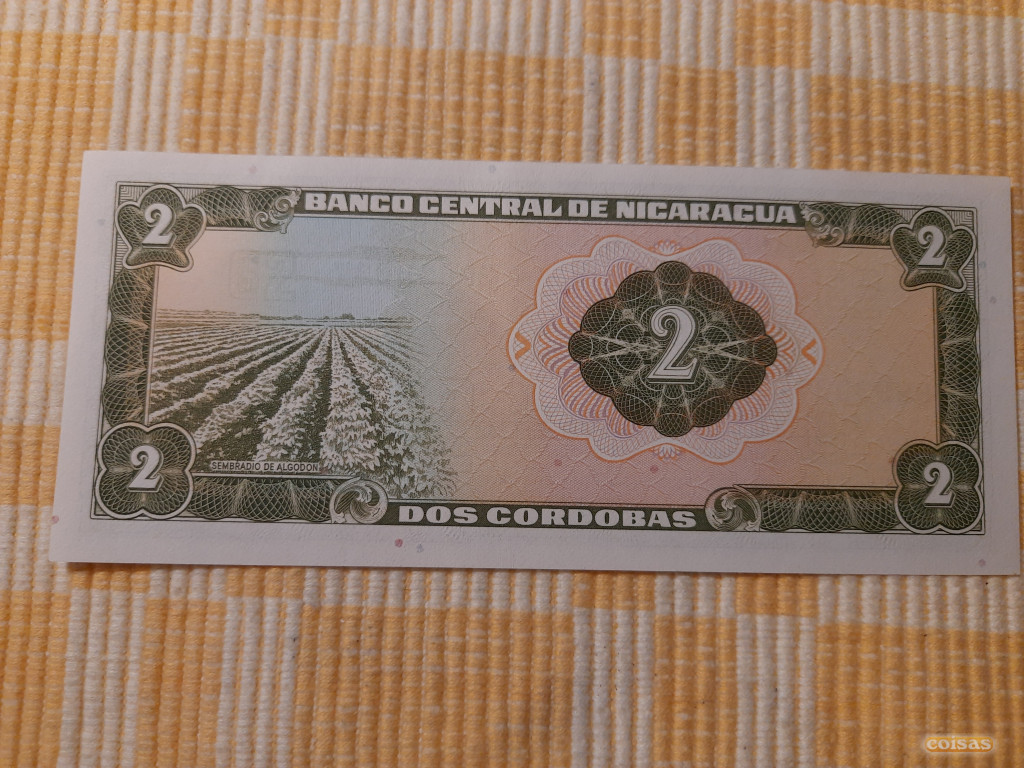 BANCO CENTRAL DE NICARAGUA
2
2
2
SEMBRADIO DE ALGODON
2
2
DOS CORDOBAS
coisas